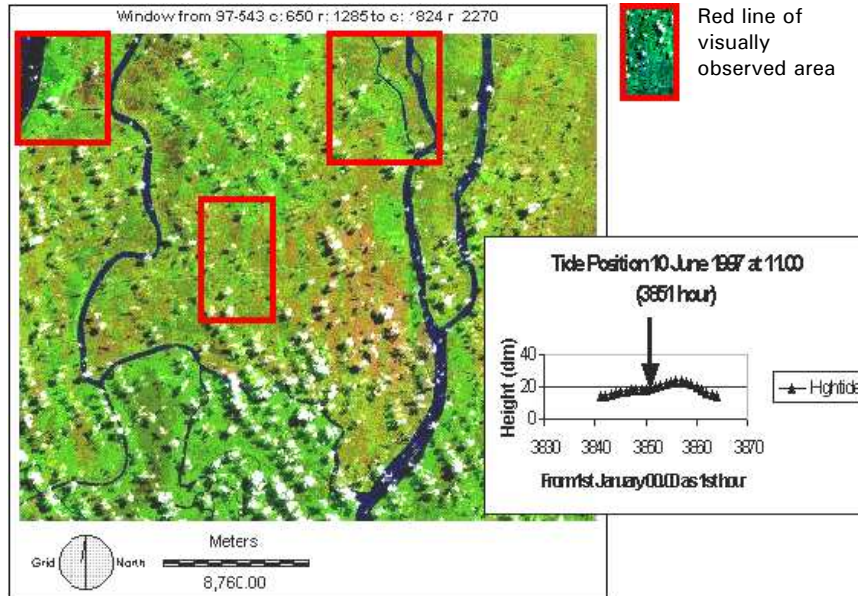 Window from 97-543 c: 650 r: 1285 to c: 1824 r 2270
Red line of
visually
observed area
Tide Position 10 June 1997 at 11.00
(3851 hour)
Height (dm)
40
20
0
3830 3840 3850 3860 3870
From 1st January 00.00 as 1st hour
Hightide
Meters
Grid North
8,760.00